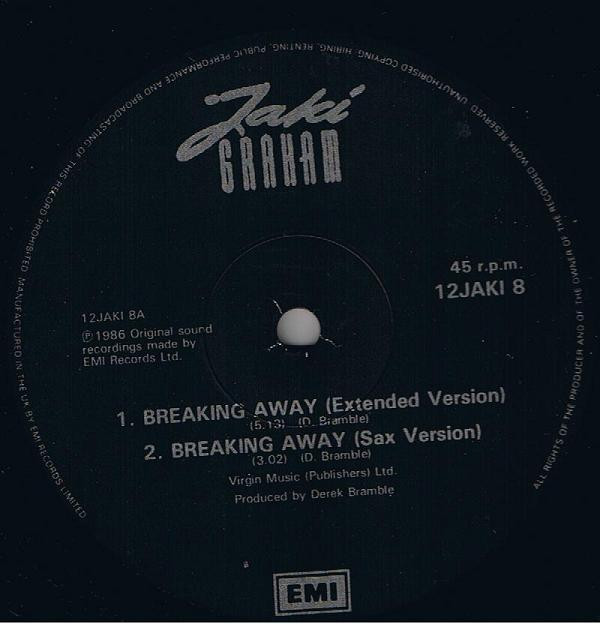 Jaki
GRAHAM
45 r.p.m.
12JAKI 8
12JAKI 8A
℗1986 Original sound
recordings made by
EMI Records Ltd.
1. BREAKING AWAY (Extended Version)
(5.13) (D. Bramble)
2. BREAKING AWAY (Sax Version)
(3.02) (D. Bramble)
Virgin Music (Publishers) Ltd.
Produced by Derek Bramble
EMI
ALL RIGHTS OF THE PRODUCER AND OF THE OWNER OF THE RECORDED WORK RESERVED. UNAUTHORISED COPYING, HIRING, RENTING, PUBLIC PERFORMANCE AND BROADCASTING OF THIS RECORD PROHIBITED. MANUFACTURED IN THE UK BY EMI RECORDS LIMITED